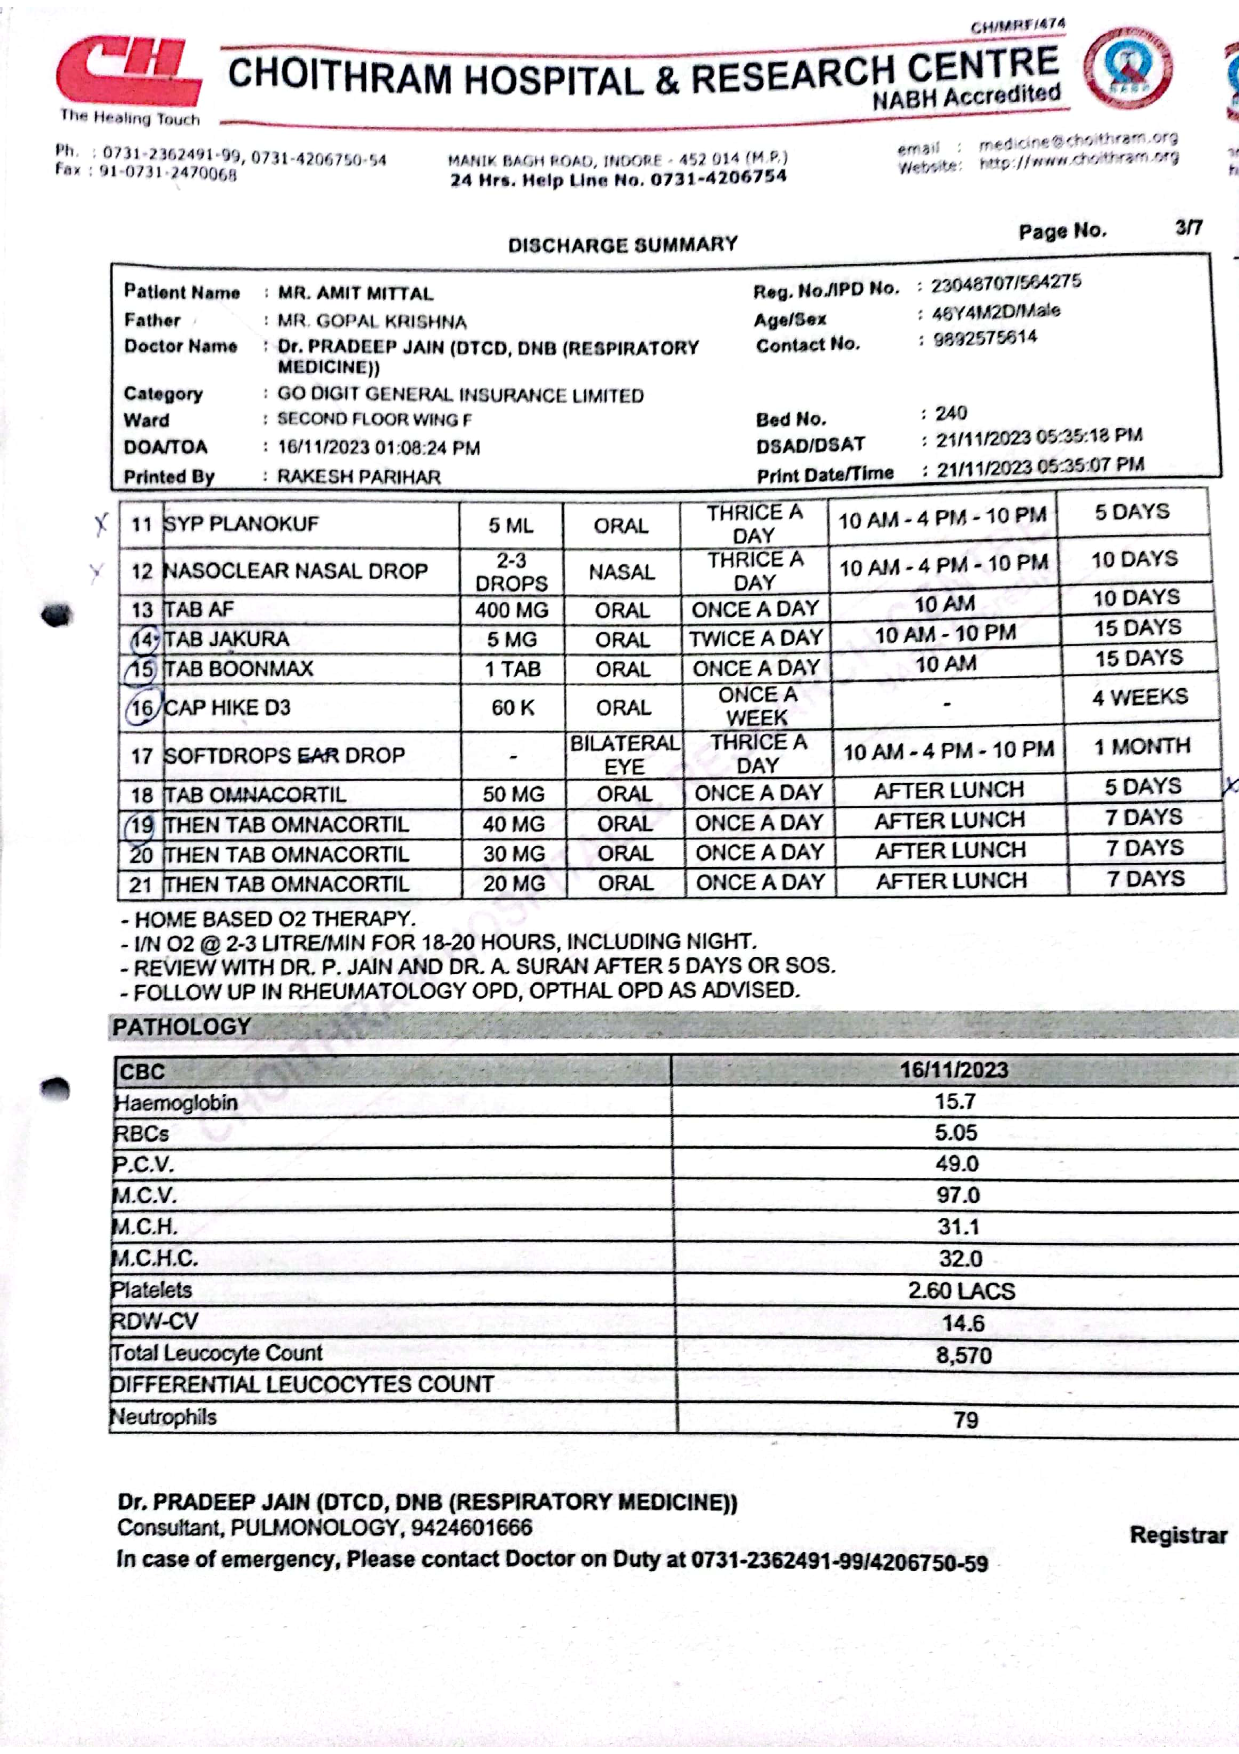 CH/MRF/474
CH
The Healing Touch
CHOITHRAM HOSPITAL & RESEARCH CENTRE
NABH Accredited
Ph. : 0731-2362491-99, 0731-4206750-54
Fax : 91-0731-2470068
MANIK BAGH ROAD, INDORE - 452 014 (M.P.)
24 Hrs. Help Line No. 0731-4206754
email : medicine@choithram.org
Website: http://www.choithram.org
DISCHARGE SUMMARY
Page No. 3/7
Patient Name : MR. AMIT MITTAL Reg. No./IPD No. : 23048707/564275
Father : MR. GOPAL KRISHNA Age/Sex : 46Y4M2D/Male
Doctor Name : Dr. PRADEEP JAIN (DTCD, DNB (RESPIRATORY Contact No. : 9892575614
MEDICINE))
Category : GO DIGIT GENERAL INSURANCE LIMITED
Ward : SECOND FLOOR WING F Bed No. : 240
DOA/TOA : 16/11/2023 01:08:24 PM DSAD/DSAT : 21/11/2023 05:35:18 PM
Printed By : RAKESH PARIHAR Print Date/Time : 21/11/2023 05:35:07 PM
11 SYP PLANOKUF 5 ML ORAL THRICE A DAY 10 AM - 4 PM - 10 PM 5 DAYS
12 NASOCLEAR NASAL DROP 2-3 DROPS NASAL THRICE A DAY 10 AM - 4 PM - 10 PM 10 DAYS
13 TAB AF 400 MG ORAL ONCE A DAY 10 AM 10 DAYS
14 TAB JAKURA 5 MG ORAL TWICE A DAY 10 AM - 10 PM 15 DAYS
15 TAB BOONMAX 1 TAB ORAL ONCE A DAY 10 AM 15 DAYS
16 CAP HIKE D3 60 K ORAL ONCE A WEEK - 4 WEEKS
17 SOFTDROPS EAR DROP - BILATERAL EYE THRICE A DAY 10 AM - 4 PM - 10 PM 1 MONTH
18 TAB OMNACORTIL 50 MG ORAL ONCE A DAY AFTER LUNCH 5 DAYS
19 THEN TAB OMNACORTIL 40 MG ORAL ONCE A DAY AFTER LUNCH 7 DAYS
20 THEN TAB OMNACORTIL 30 MG ORAL ONCE A DAY AFTER LUNCH 7 DAYS
21 THEN TAB OMNACORTIL 20 MG ORAL ONCE A DAY AFTER LUNCH 7 DAYS
- HOME BASED O2 THERAPY.
- I/N O2 @ 2-3 LITRE/MIN FOR 18-20 HOURS, INCLUDING NIGHT.
- REVIEW WITH DR. P. JAIN AND DR. A. SURAN AFTER 5 DAYS OR SOS.
- FOLLOW UP IN RHEUMATOLOGY OPD, OPTHAL OPD AS ADVISED.
PATHOLOGY
CBC 16/11/2023
Haemoglobin 15.7
RBCs 5.05
P.C.V. 49.0
M.C.V. 97.0
M.C.H. 31.1
M.C.H.C. 32.0
Platelets 2.60 LACS
RDW-CV 14.6
Total Leucocyte Count 8,570
DIFFERENTIAL LEUCOCYTES COUNT
Neutrophils 79
Dr. PRADEEP JAIN (DTCD, DNB (RESPIRATORY MEDICINE))
Consultant, PULMONOLOGY, 9424601666
Registrar
In case of emergency, Please contact Doctor on Duty at 0731-2362491-99/4206750-59